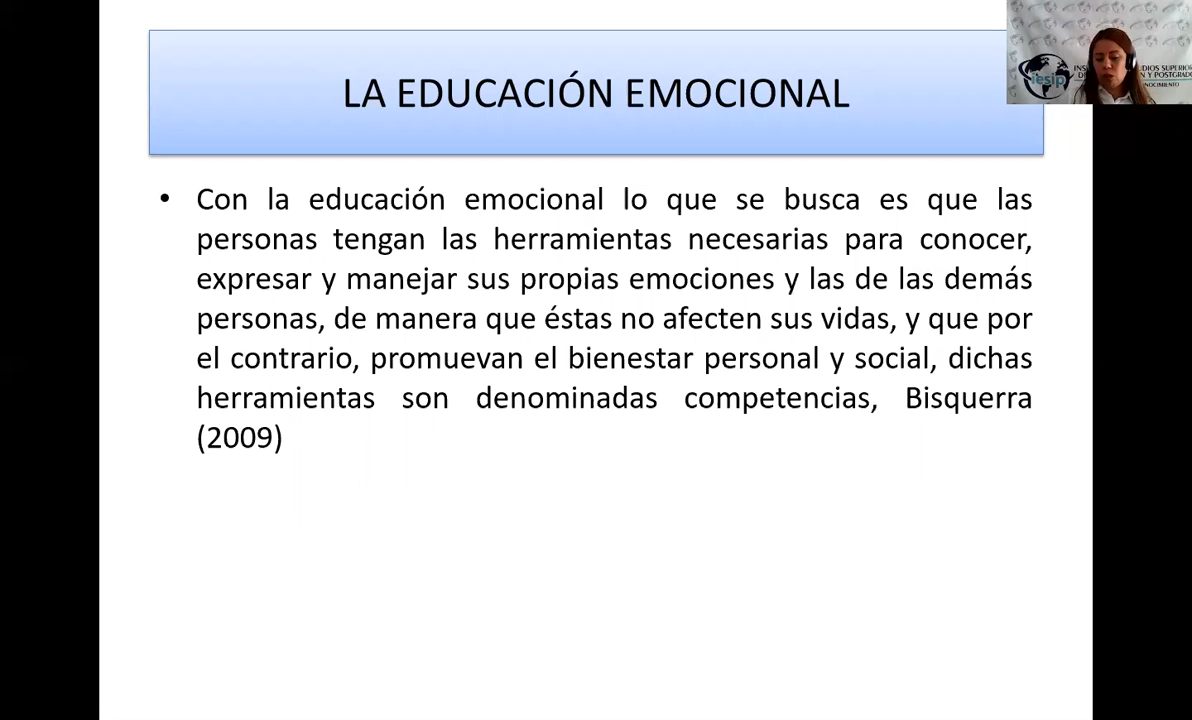 LA EDUCACIÓN EMOCIONAL
• Con la educación emocional lo que se busca es que las
personas tengan las herramientas necesarias para conocer,
expresar y manejar sus propias emociones y las de las demás
personas, de manera que éstas no afecten sus vidas, y que por
el contrario, promuevan el bienestar personal y social, dichas
herramientas son denominadas competencias, Bisquerra
(2009)
iesip